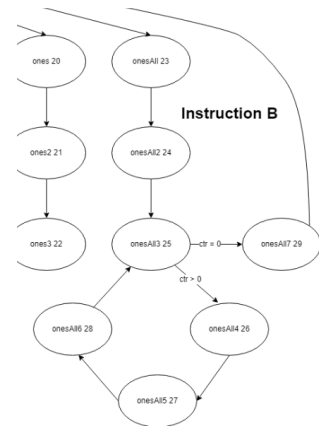 ones 20
onesAll 23
Instruction B
ones2 21
onesAll2 24
ones3 22
onesAll3 25
ctr = 0
onesAll7 29
ctr > 0
onesAll6 28
onesAll4 26
onesAll5 27